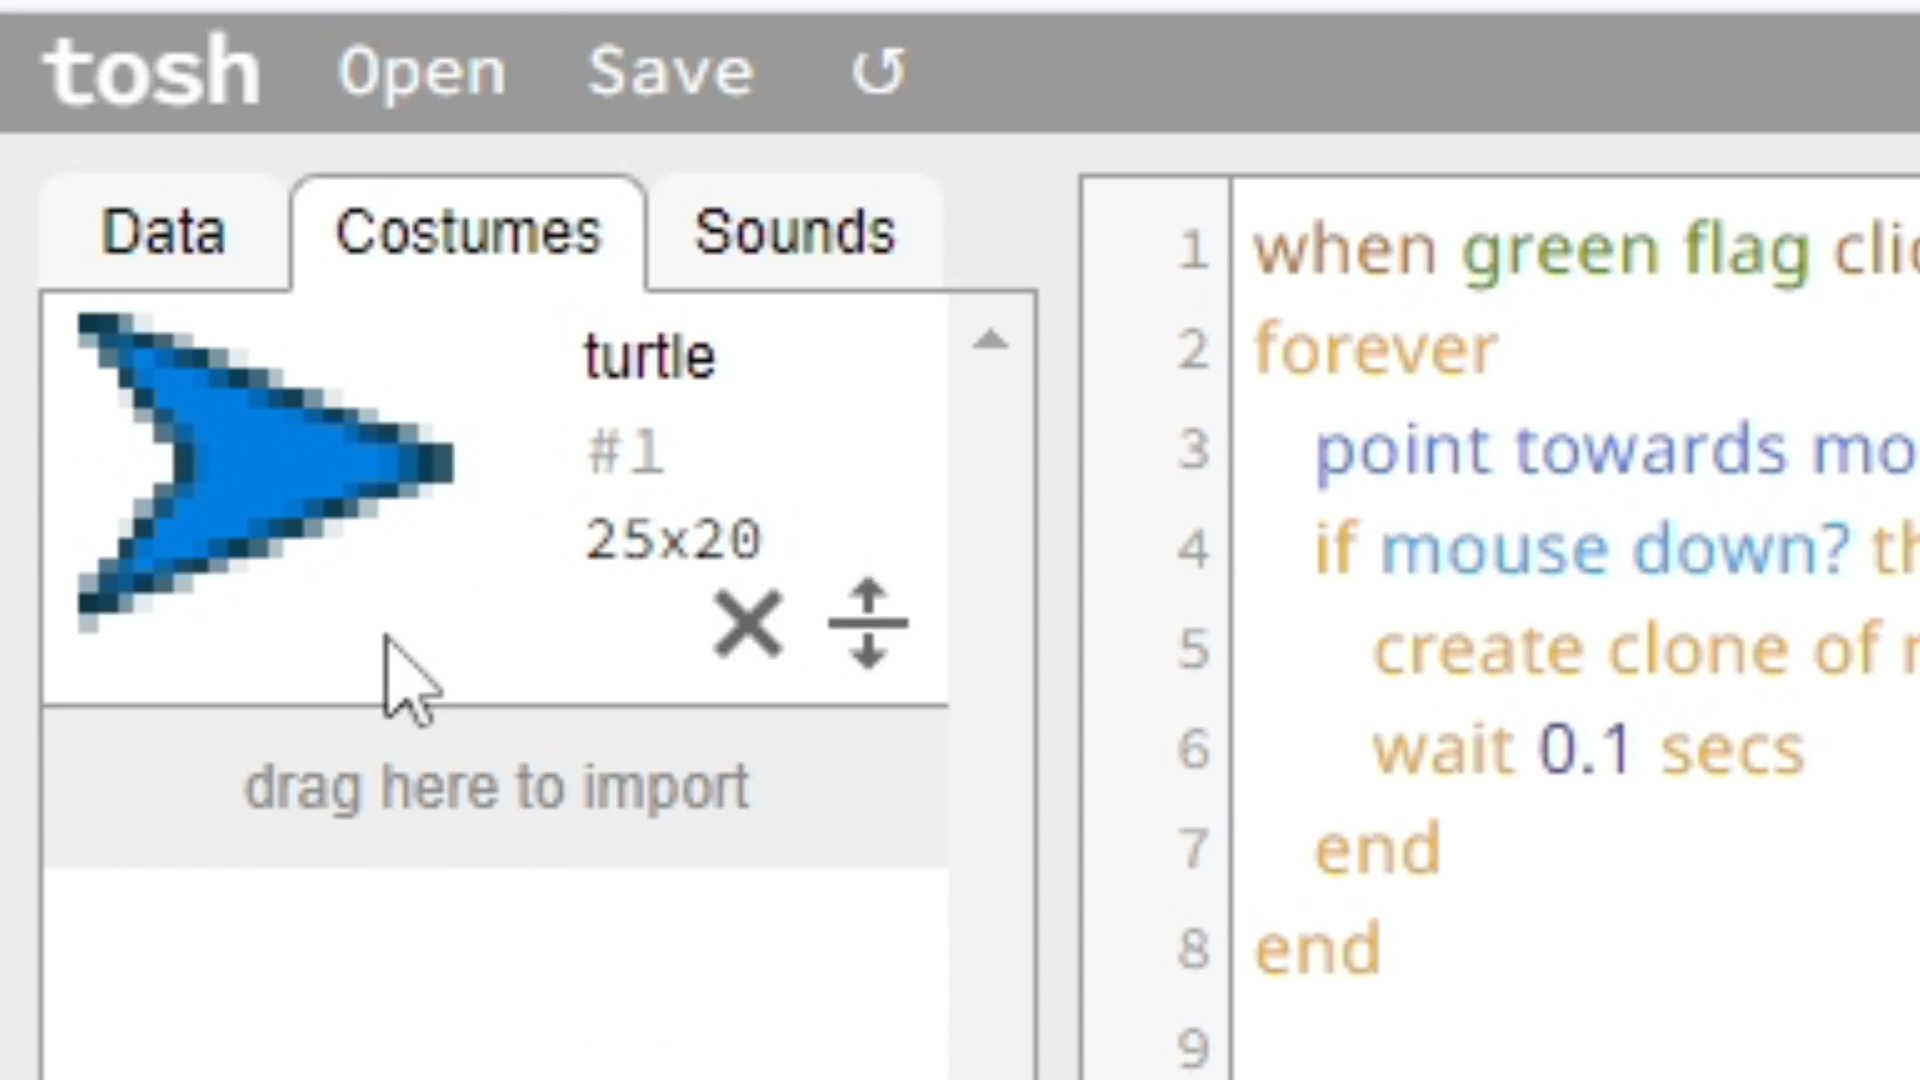 tosh Open Save ↺
Data Costumes Sounds
turtle
#1
25x20
drag here to import
1 when green flag
2 forever
3 point towards
4 if mouse down?
5 create clone of
6 wait 0.1 secs
7 end
8 end
9